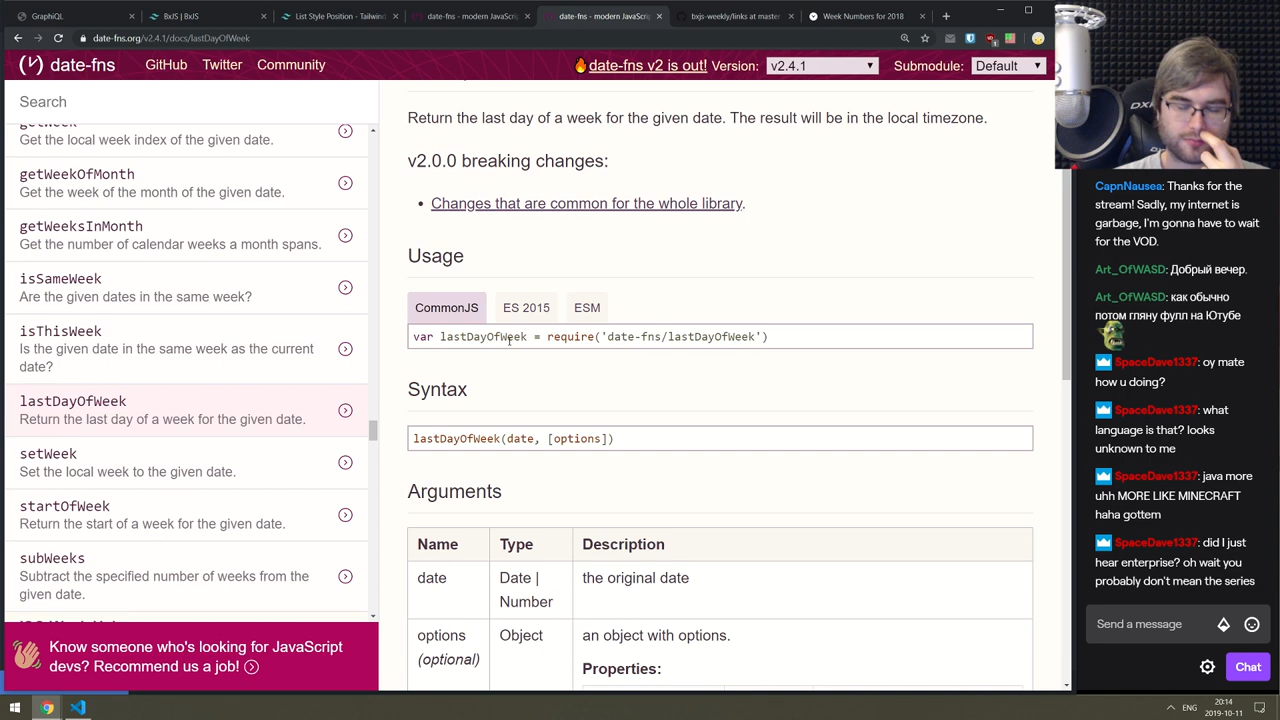 GraphiQL
BxJS | BxJS
List Style Position - Tailwind
date-fns - modern JavaScript
date-fns - modern JavaScript
bxjs-weekly/links at master
Week Numbers for 2018
date-fns.org/v2.4.1/docs/lastDayOfWeek
date-fns
GitHub
Twitter
Community
date-fns v2 is out!
Version:
v2.4.1
Submodule:
Default
Search
getWeek
Get the local week index of the given date.
getWeekOfMonth
Get the week of the month of the given date.
getWeeksInMonth
Get the number of calendar weeks a month spans.
isSameWeek
Are the given dates in the same week?
isThisWeek
Is the given date in the same week as the current
date?
lastDayOfWeek
Return the last day of a week for the given date.
setWeek
Set the local week to the given date.
startOfWeek
Return the start of a week for the given date.
subWeeks
Subtract the specified number of weeks from the
given date.
Know someone who's looking for JavaScript
devs? Recommend us a job!
Return the last day of a week for the given date. The result will be in the local timezone.
v2.0.0 breaking changes:
• Changes that are common for the whole library.
Usage
CommonJS
ES 2015
ESM
var lastDayOfWeek = require('date-fns/lastDayOfWeek')
Syntax
lastDayOfWeek(date, [options])
Arguments
Name
Type
Description
date
Date |
Number
the original date
options
(optional)
Object
an object with options.
Properties:
DX
CapnNausea: Thanks for the
stream! Sadly, my internet is
garbage, I'm gonna have to wait
for the VOD.
Art_OfWASD: Добрый вечер.
Art_OfWASD: как обычно
потом гляну фулл на Ютубе
SpaceDave1337: oy mate
how u doing?
SpaceDave1337: what
language is that? looks
unknown to me
SpaceDave1337: java more
uhh MORE LIKE MINECRAFT
haha gottem
SpaceDave1337: did I just
hear enterprise? oh wait you
probably don't mean the series
Send a message
Chat
ENG
20:14
2019-10-11